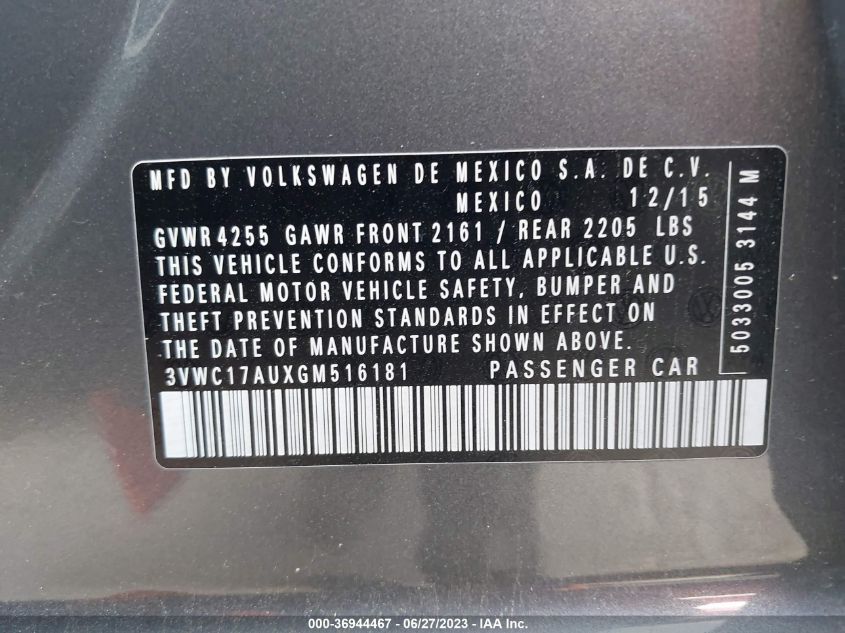 MFD BY VOLKSWAGEN DE MEXICO S.A. DE C.V.
MEXICO 12/15
GVWR 4255 GAWR FRONT 2161 / REAR 2205 LBS
THIS VEHICLE CONFORMS TO ALL APPLICABLE U.S.
FEDERAL MOTOR VEHICLE SAFETY, BUMPER AND
THEFT PREVENTION STANDARDS IN EFFECT ON
THE DATE OF MANUFACTURE SHOWN ABOVE.
3VWC17AUXGM516181 PASSENGER CAR
5033005 3144 M
000-36944467 / 06/27/2023 - IAA Inc.